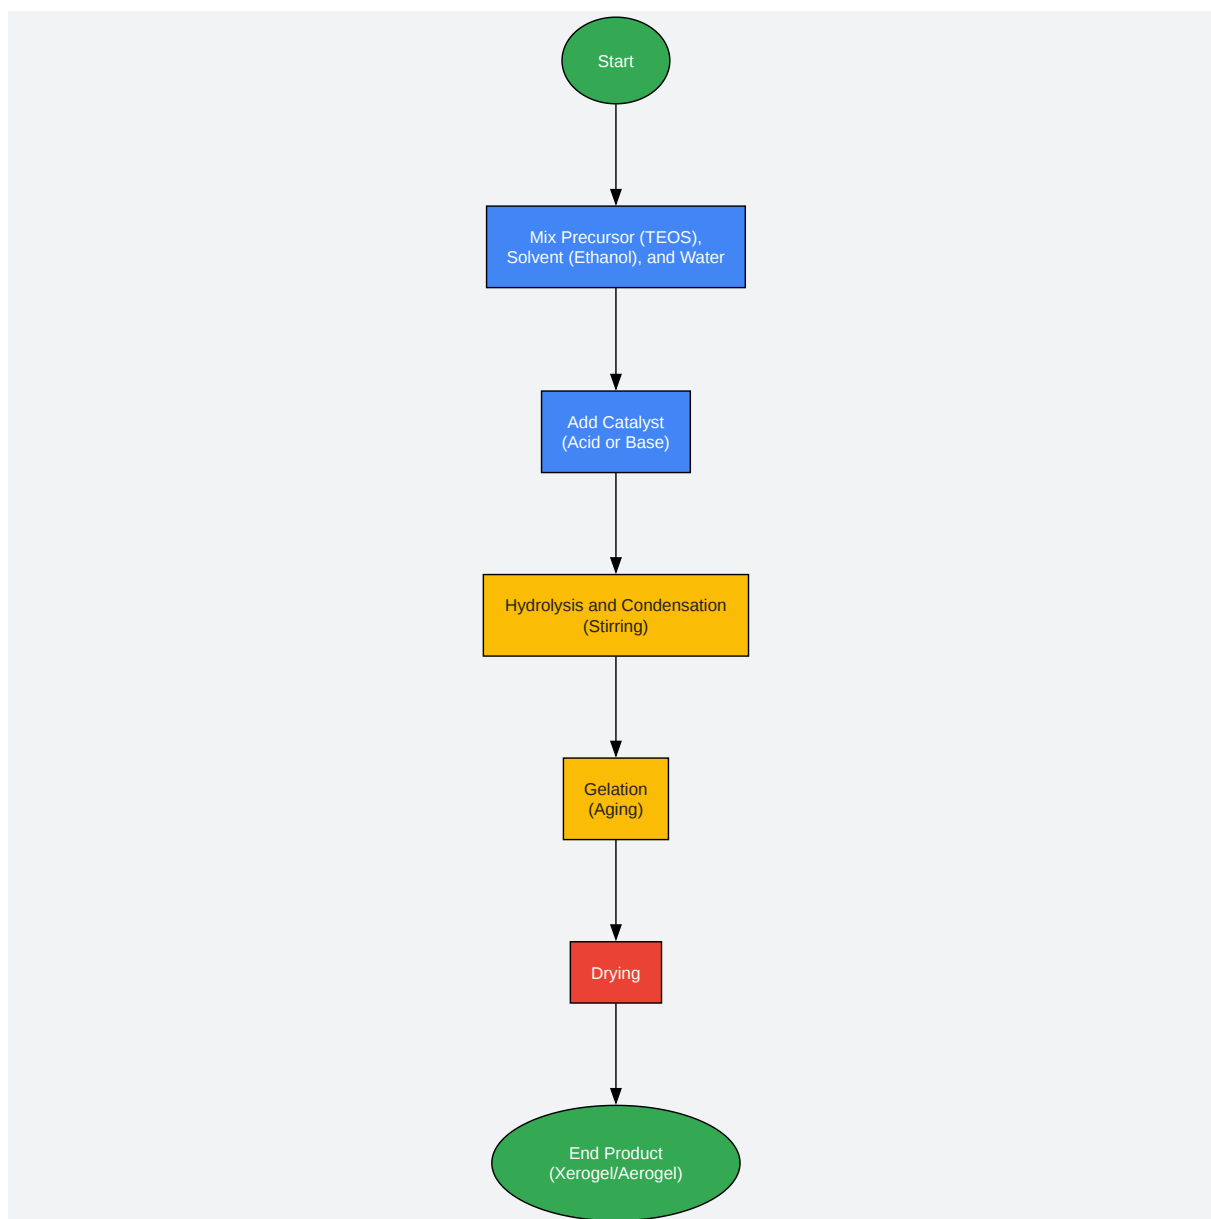 Start
Mix Precursor (TEOS),
Solvent (Ethanol), and Water
Add Catalyst
(Acid or Base)
Hydrolysis and Condensation
(Stirring)
Gelation
(Aging)
Drying
End Product
(Xerogel/Aerogel)